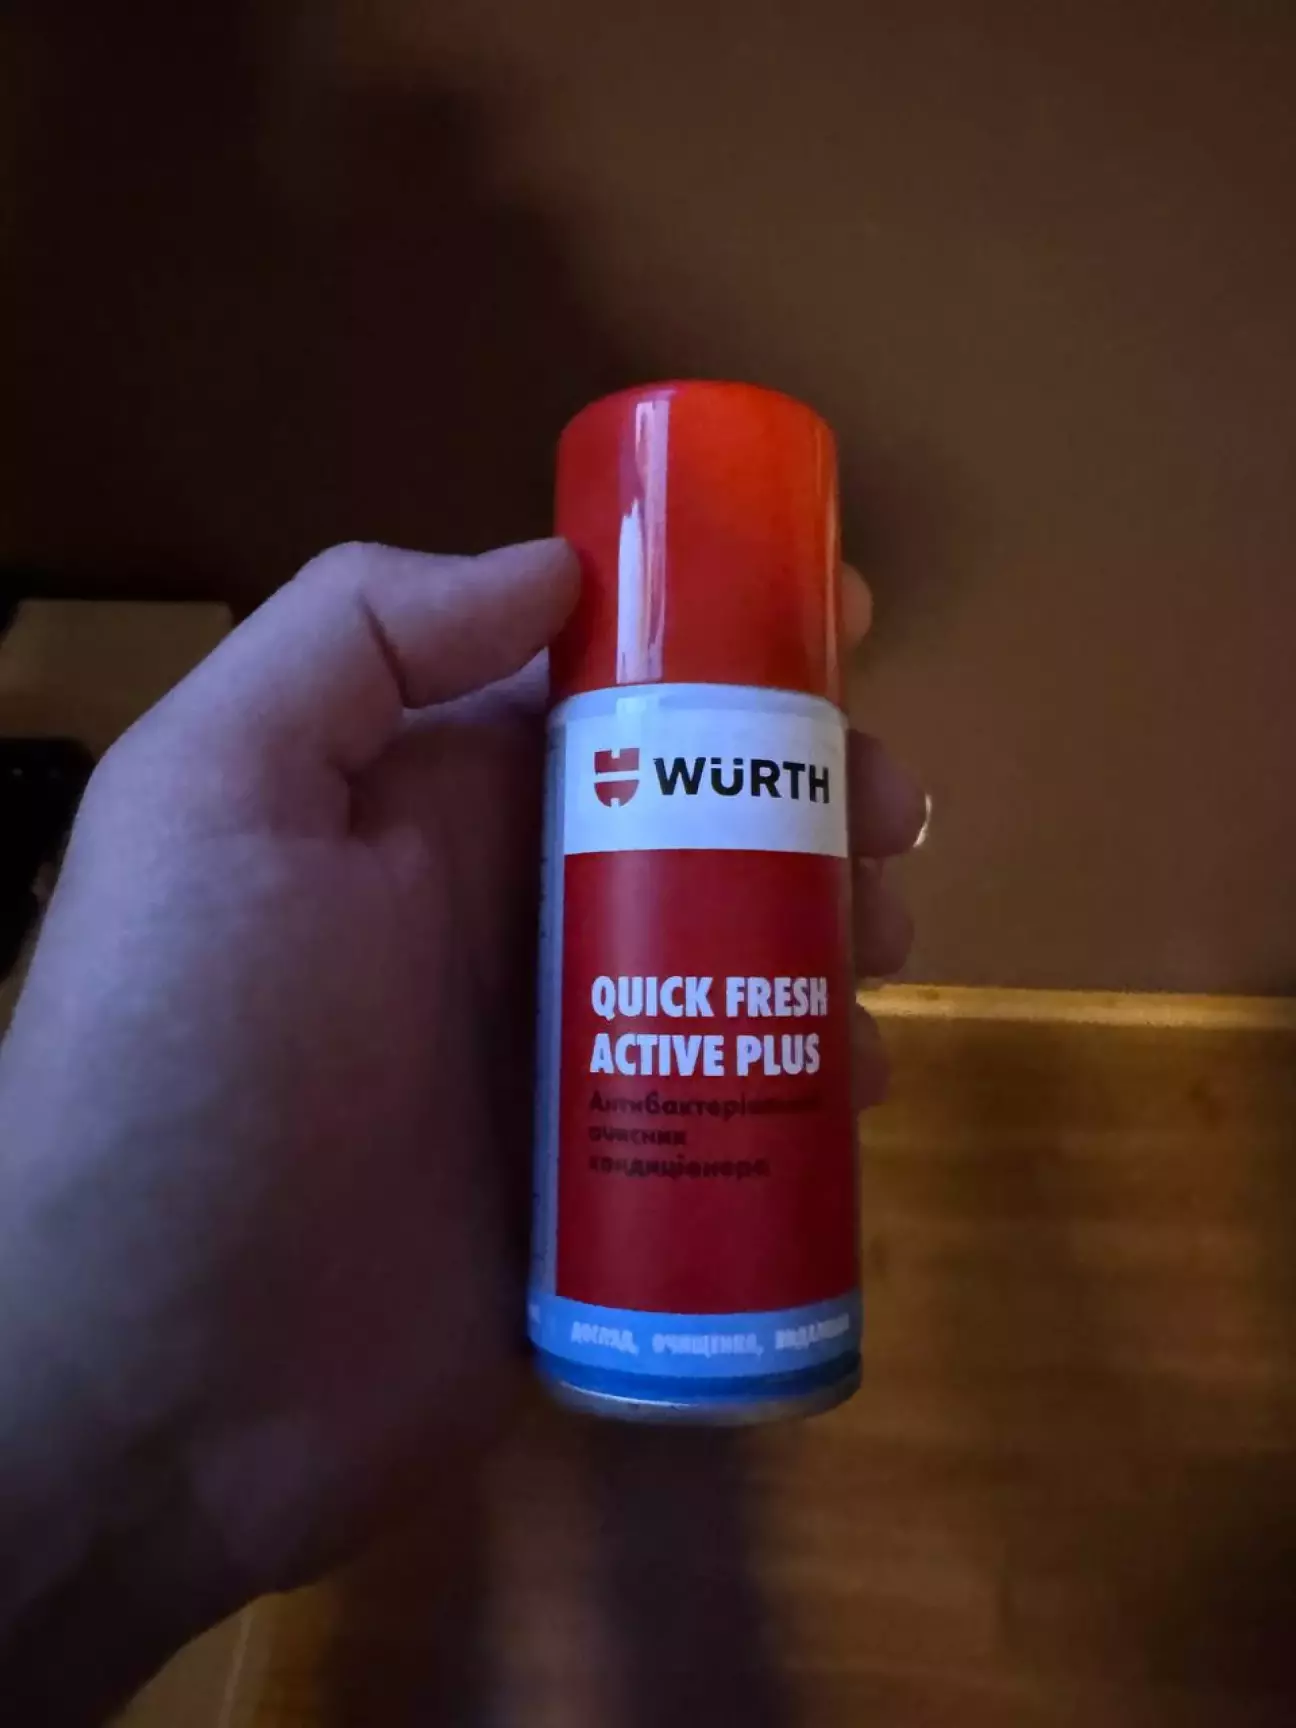 WÜRTH
QUICK FRESH
ACTIVE PLUS
Антибактеріальний
очисник
кондиціонера
ДОГЛЯД, ОЧИЩЕННЯ,